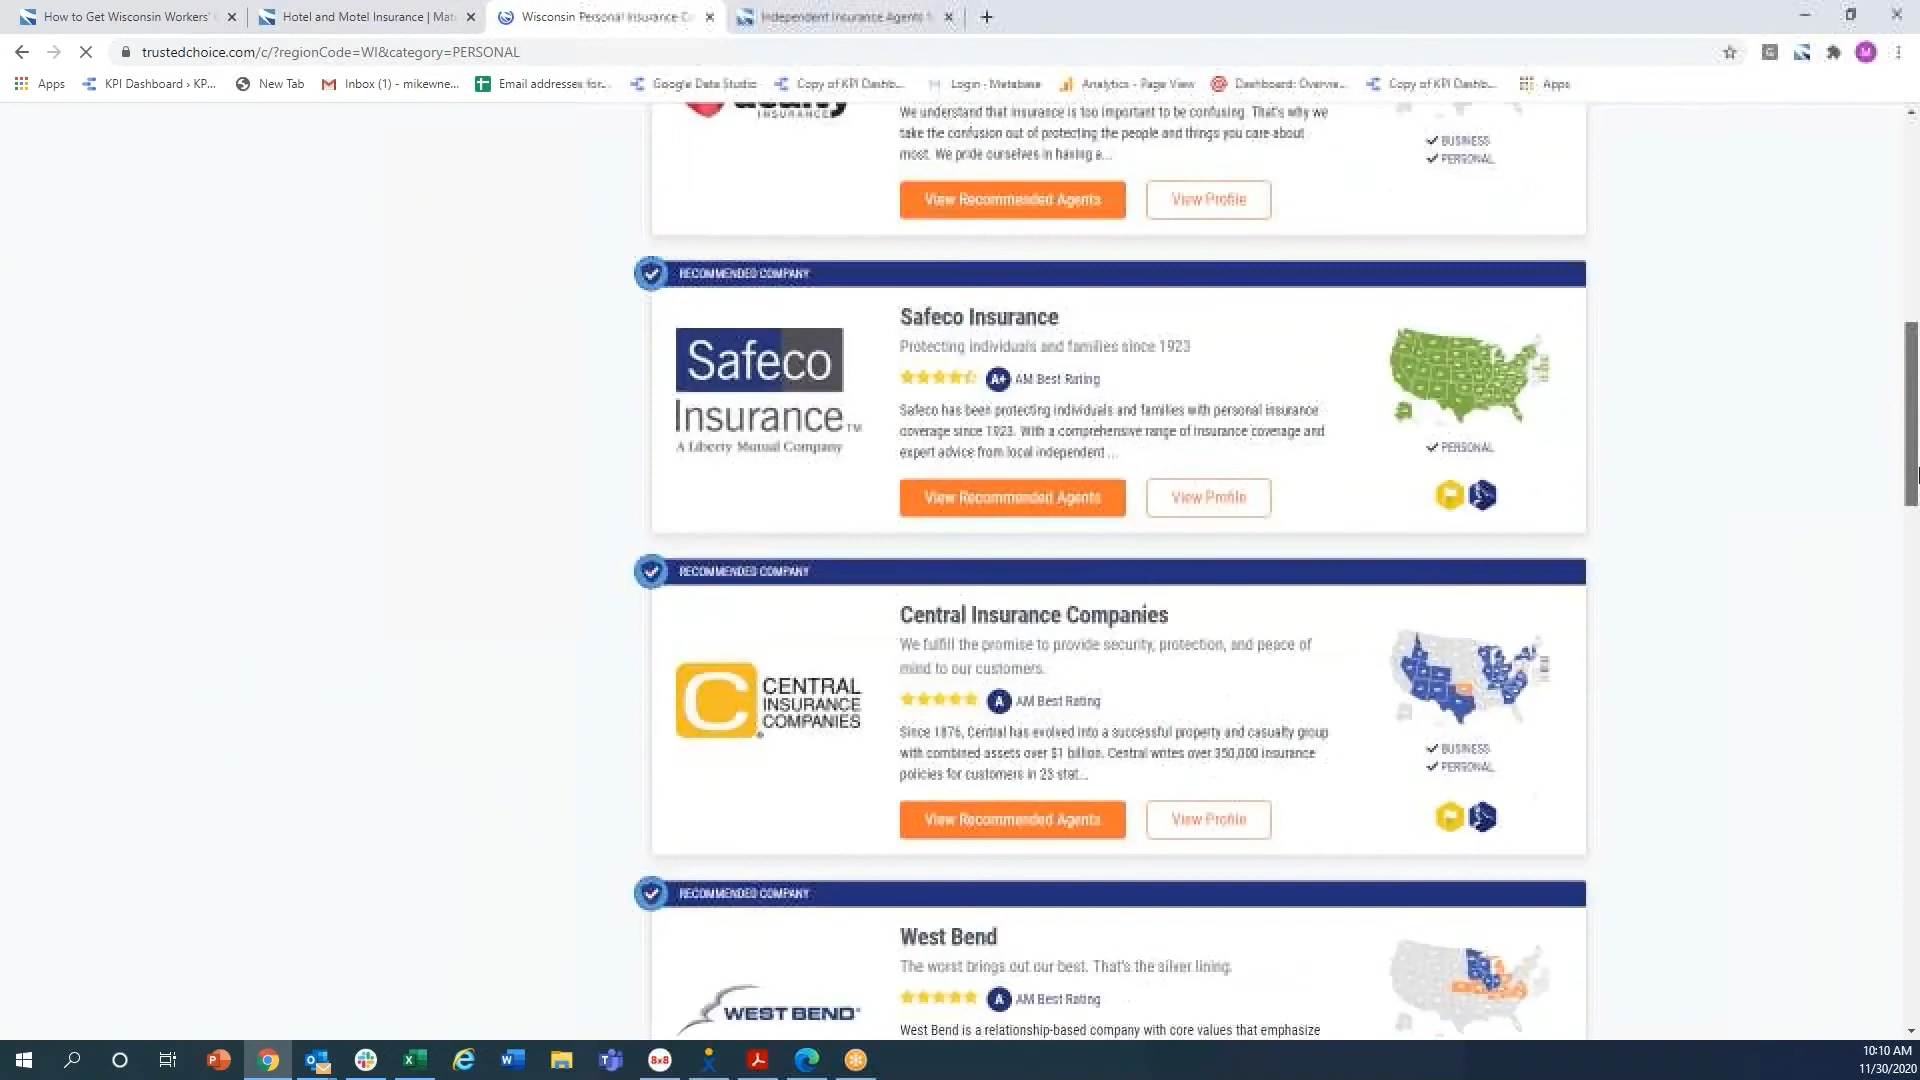 How to Get Wisconsin Workers'
Hotel and Motel Insurance | Mat
Wisconsin Personal Insurance C
Independent Insurance Agents
trustedchoice.com/c/?regionCode=WI&category=PERSONAL
Apps
KPI Dashboard › KP...
New Tab
Inbox (1) - mikewne...
Email addresses for...
Google Data Studio
Copy of KPI Dashb...
Login - Metabase
Analytics - Page View
Dashboard: Overvie...
Copy of KPI Dashb...
Apps
INSURANCE
We understand that insurance is too important to be confusing. That's why we
take the confusion out of protecting the people and things you care about
most. We pride ourselves in having a...
BUSINESS
PERSONAL
View Recommended Agents
View Profile
RECOMMENDED COMPANY
Safeco
Insurance™
A Liberty Mutual Company
Safeco Insurance
Protecting individuals and families since 1923
A+ AM Best Rating
Safeco has been protecting individuals and families with personal insurance
coverage since 1923. With a comprehensive range of insurance coverage and
expert advice from local independent ...
PERSONAL
View Recommended Agents
View Profile
RECOMMENDED COMPANY
C CENTRAL
INSURANCE
COMPANIES®
Central Insurance Companies
We fulfill the promise to provide security, protection, and peace of
mind to our customers.
A AM Best Rating
Since 1876, Central has evolved into a successful property and casualty group
with combined assets over $1 billion. Central writes over 350,000 insurance
policies for customers in 23 stat...
BUSINESS
PERSONAL
View Recommended Agents
View Profile
RECOMMENDED COMPANY
WEST BEND®
West Bend
The worst brings out our best. That's the silver lining.
A AM Best Rating
West Bend is a relationship-based company with core values that emphasize
8x8
10:10 AM
11/30/2020